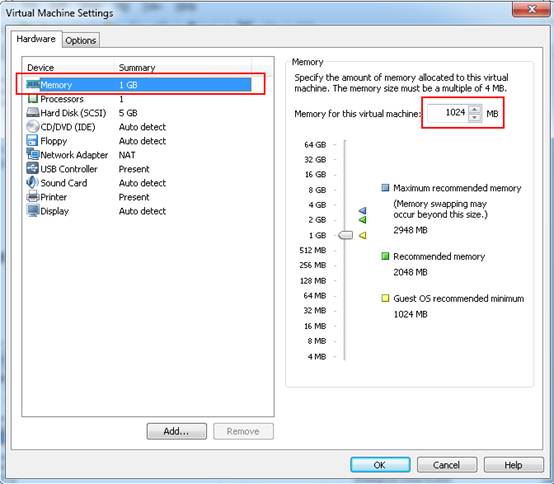 Virtual Machine Settings
Hardware
Options
Device Summary
Memory 1 GB
Processors 1
Hard Disk (SCSI) 5 GB
CD/DVD (IDE) Auto detect
Floppy Auto detect
Network Adapter NAT
USB Controller Present
Sound Card Auto detect
Printer Present
Display Auto detect
Add...
Remove
Memory
Specify the amount of memory allocated to this virtual
machine. The memory size must be a multiple of 4 MB.
Memory for this virtual machine: 1024 MB
64 GB
32 GB
16 GB
8 GB
4 GB
2 GB
1 GB
512 MB
256 MB
128 MB
64 MB
32 MB
16 MB
8 MB
4 MB
Maximum recommended memory
(Memory swapping may
occur beyond this size.)
2948 MB
Recommended memory
2048 MB
Guest OS recommended minimum
1024 MB
OK
Cancel
Help